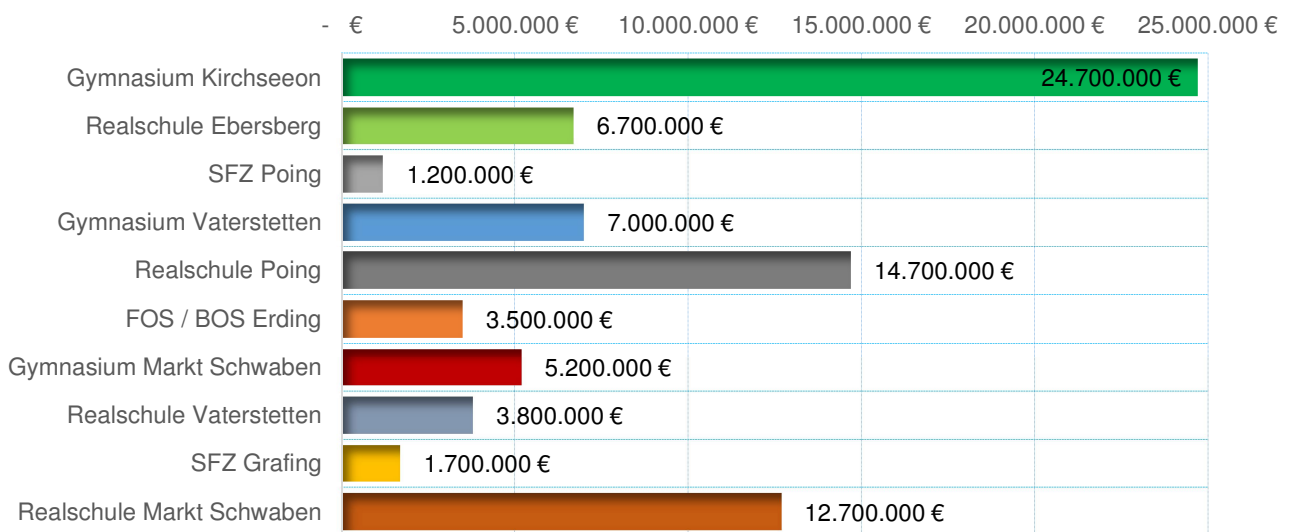 - € 5.000.000 € 10.000.000 € 15.000.000 € 20.000.000 € 25.000.000 €
Gymnasium Kirchseeon 24.700.000 €
Realschule Ebersberg 6.700.000 €
SFZ Poing 1.200.000 €
Gymnasium Vaterstetten 7.000.000 €
Realschule Poing 14.700.000 €
FOS / BOS Erding 3.500.000 €
Gymnasium Markt Schwaben 5.200.000 €
Realschule Vaterstetten 3.800.000 €
SFZ Grafing 1.700.000 €
Realschule Markt Schwaben 12.700.000 €